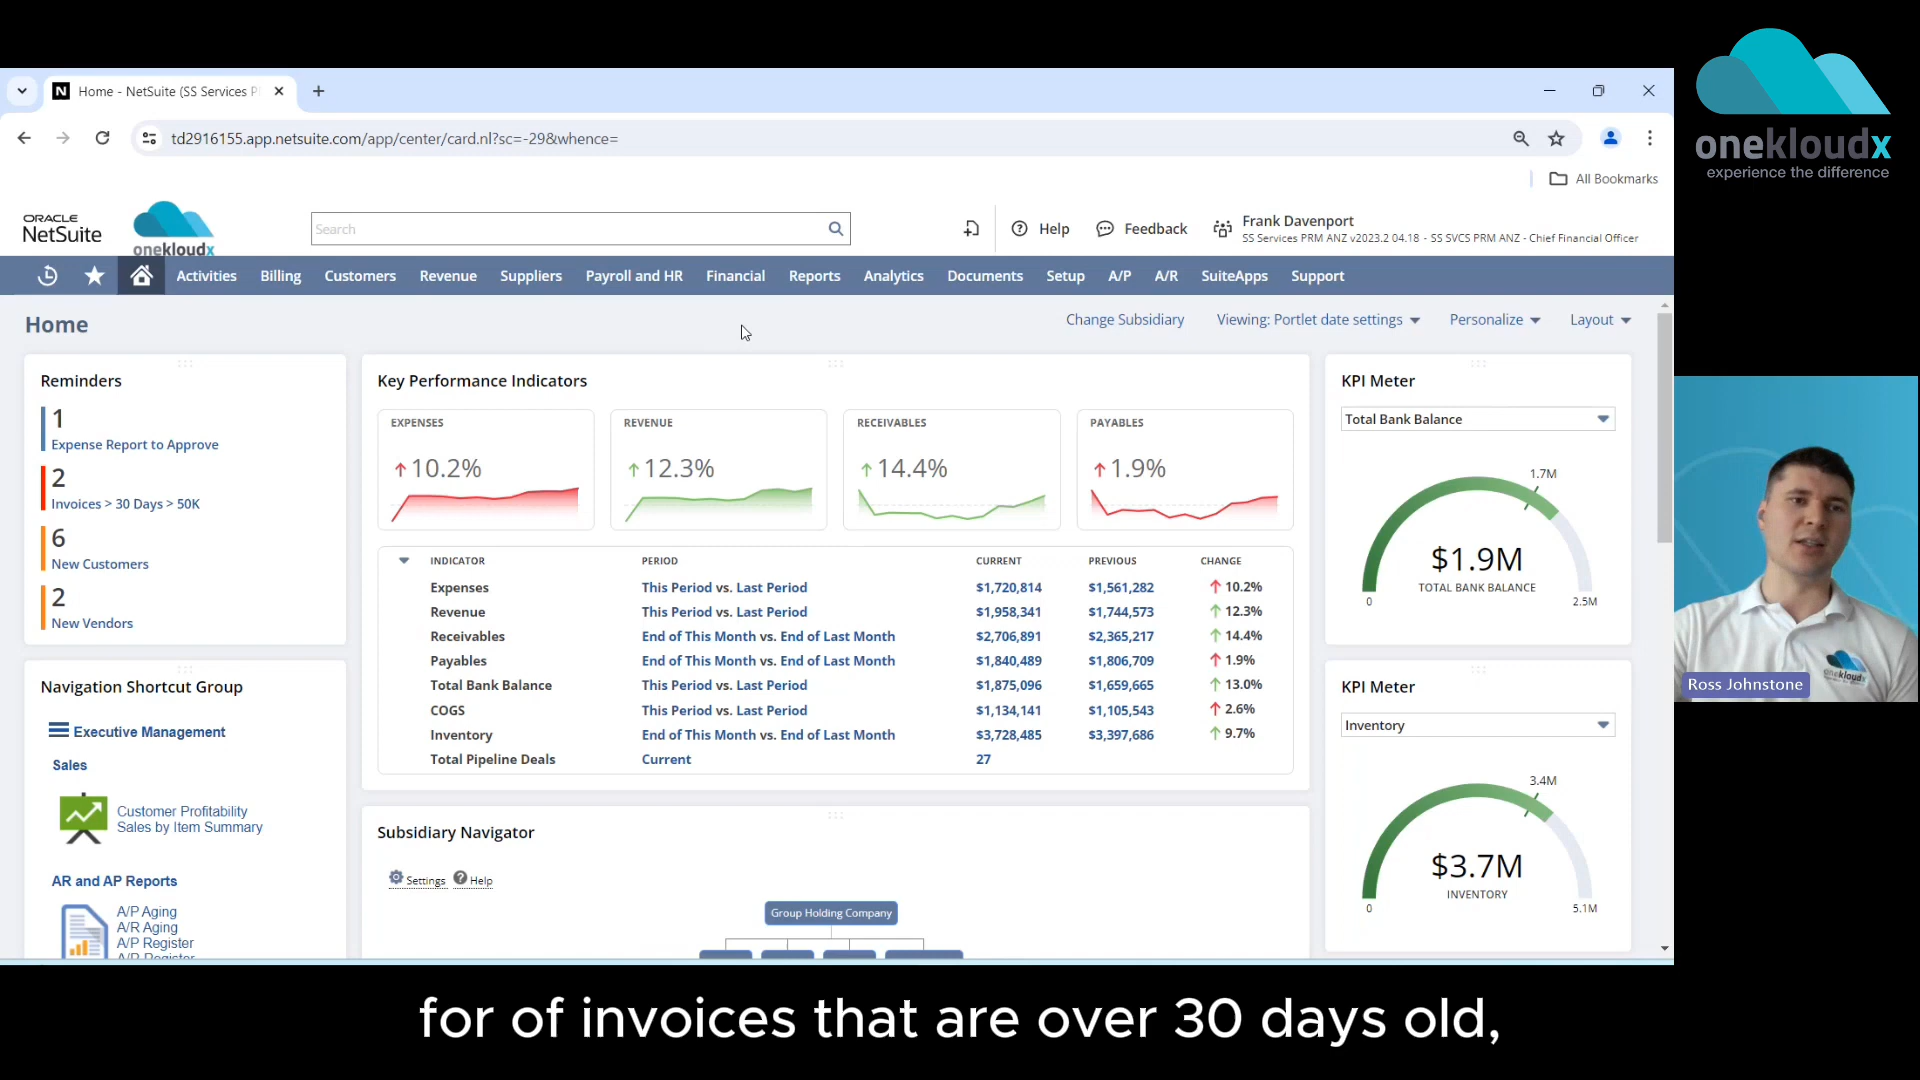 Home - NetSuite (SS Services P
td2916155.app.netsuite.com/app/center/card.nl?sc=-29&whence=
All Bookmarks
onekloudx
experience the difference
ORACLE
NetSuite
onekloudx
Search
Help
Feedback
Frank Davenport
SS Services PRM ANZ v2023.2 04.18 - SS SVCS PRM ANZ - Chief Financial Officer
Activities Billing Customers Revenue Suppliers Payroll and HR Financial Reports Analytics Documents Setup A/P A/R SuiteApps Support
Home
Change Subsidiary Viewing: Portlet date settings Personalize Layout
Reminders
1
Expense Report to Approve
2
Invoices > 30 Days > 50K
6
New Customers
2
New Vendors
Navigation Shortcut Group
Executive Management
Sales
Customer Profitability
Sales by Item Summary
AR and AP Reports
A/P Aging
A/R Aging
A/P Register
A/R Register
Key Performance Indicators
EXPENSES REVENUE RECEIVABLES PAYABLES
10.2% 12.3% 14.4% 1.9%
INDICATOR PERIOD CURRENT PREVIOUS CHANGE
Expenses This Period vs. Last Period $1,720,814 $1,561,282 10.2%
Revenue This Period vs. Last Period $1,958,341 $1,744,573 12.3%
Receivables End of This Month vs. End of Last Month $2,706,891 $2,365,217 14.4%
Payables End of This Month vs. End of Last Month $1,840,489 $1,806,709 1.9%
Total Bank Balance This Period vs. Last Period $1,875,096 $1,659,665 13.0%
COGS This Period vs. Last Period $1,134,141 $1,105,543 2.6%
Inventory End of This Month vs. End of Last Month $3,728,485 $3,397,686 9.7%
Total Pipeline Deals Current 27
Subsidiary Navigator
Settings Help
Group Holding Company
KPI Meter
Total Bank Balance
1.7M
$1.9M
TOTAL BANK BALANCE
0 2.5M
KPI Meter
Inventory
3.4M
$3.7M
INVENTORY
0 5.1M
onekloudx
Ross Johnstone
for of invoices that are over 30 days old,